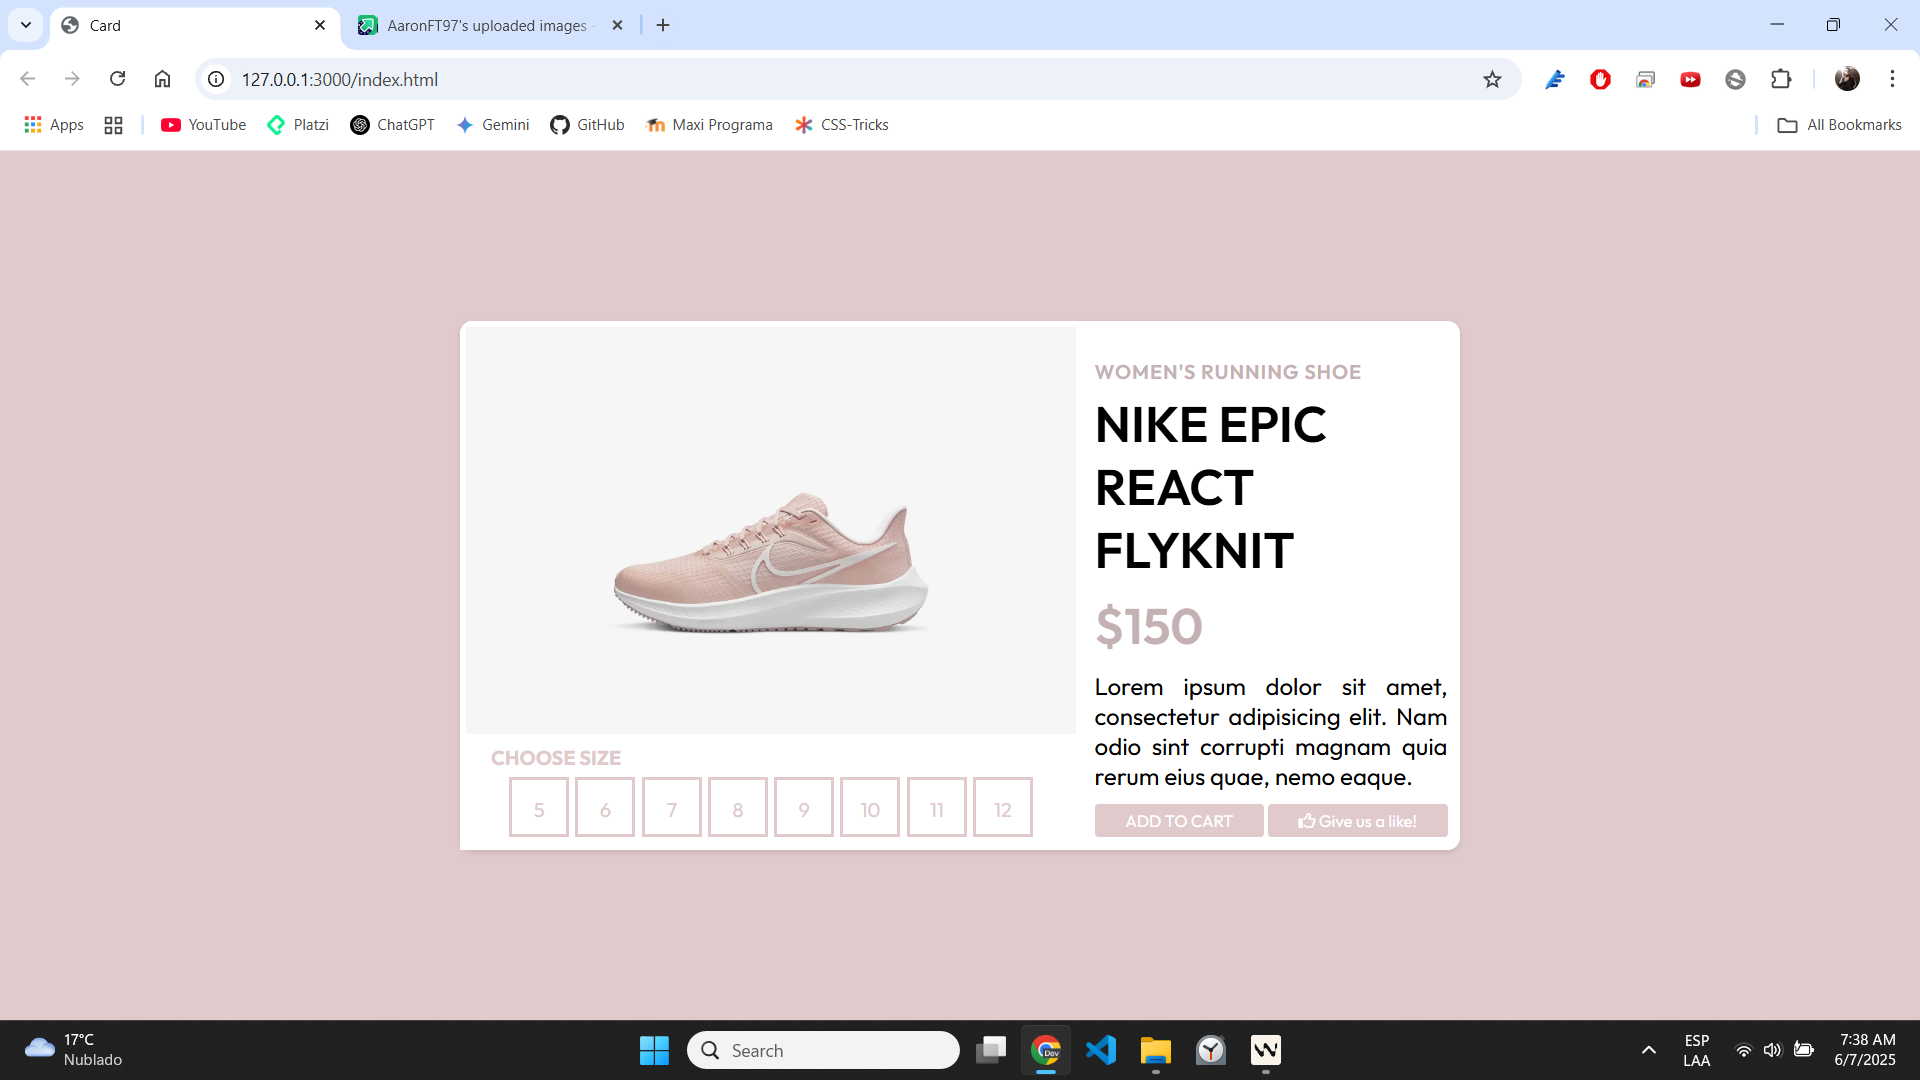 Card
AaronFT97's uploaded images -
127.0.0.1:3000/index.html
Apps
YouTube
Platzi
ChatGPT
Gemini
GitHub
Maxi Programa
CSS-Tricks
All Bookmarks
WOMEN'S RUNNING SHOE
NIKE EPIC
REACT
FLYKNIT
$150
Lorem ipsum dolor sit amet,
consectetur adipisicing elit. Nam
odio sint corrupti magnam quia
rerum eius quae, nemo eaque.
CHOOSE SIZE
5 6 7 8 9 10 11 12
ADD TO CART
Give us a like!
17°C
Nublado
Search
Dev
ESP
LAA
7:38 AM
6/7/2025